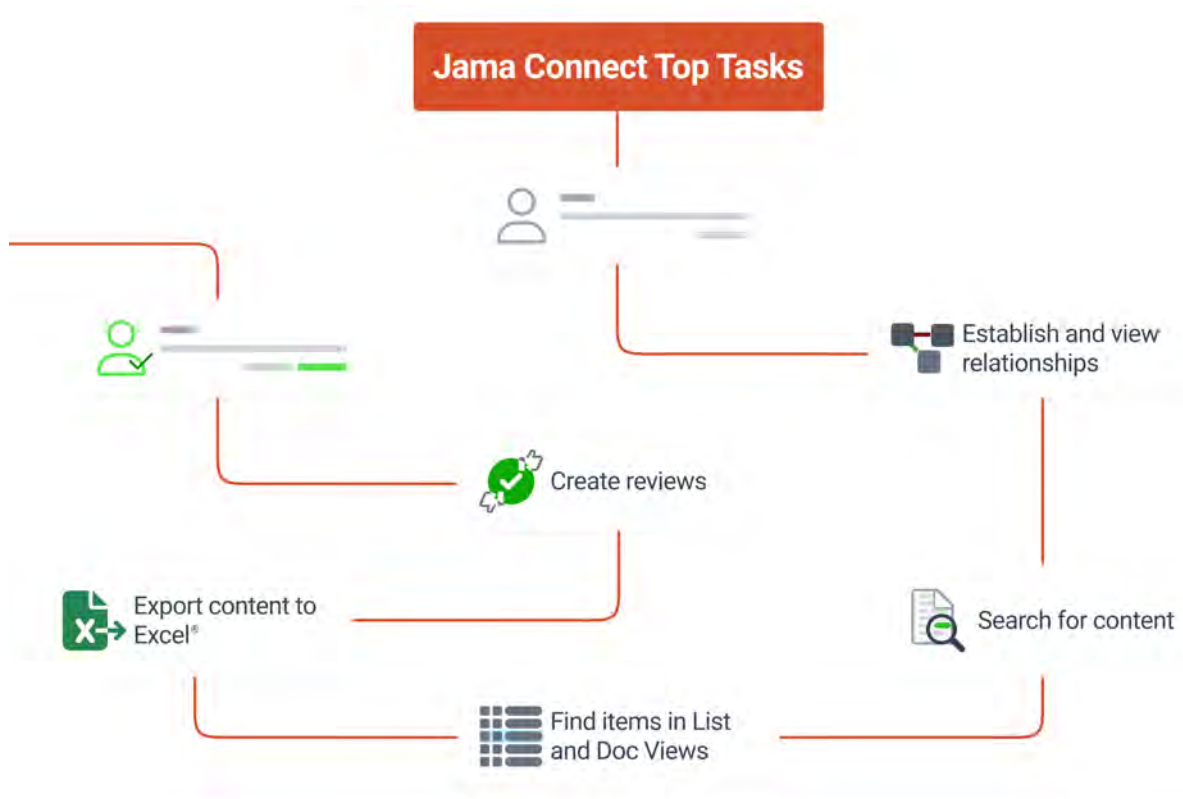 Jama Connect Top Tasks
Establish and view
relationships
Create reviews
Export content to
Excel®
Search for content
Find items in List
and Doc Views